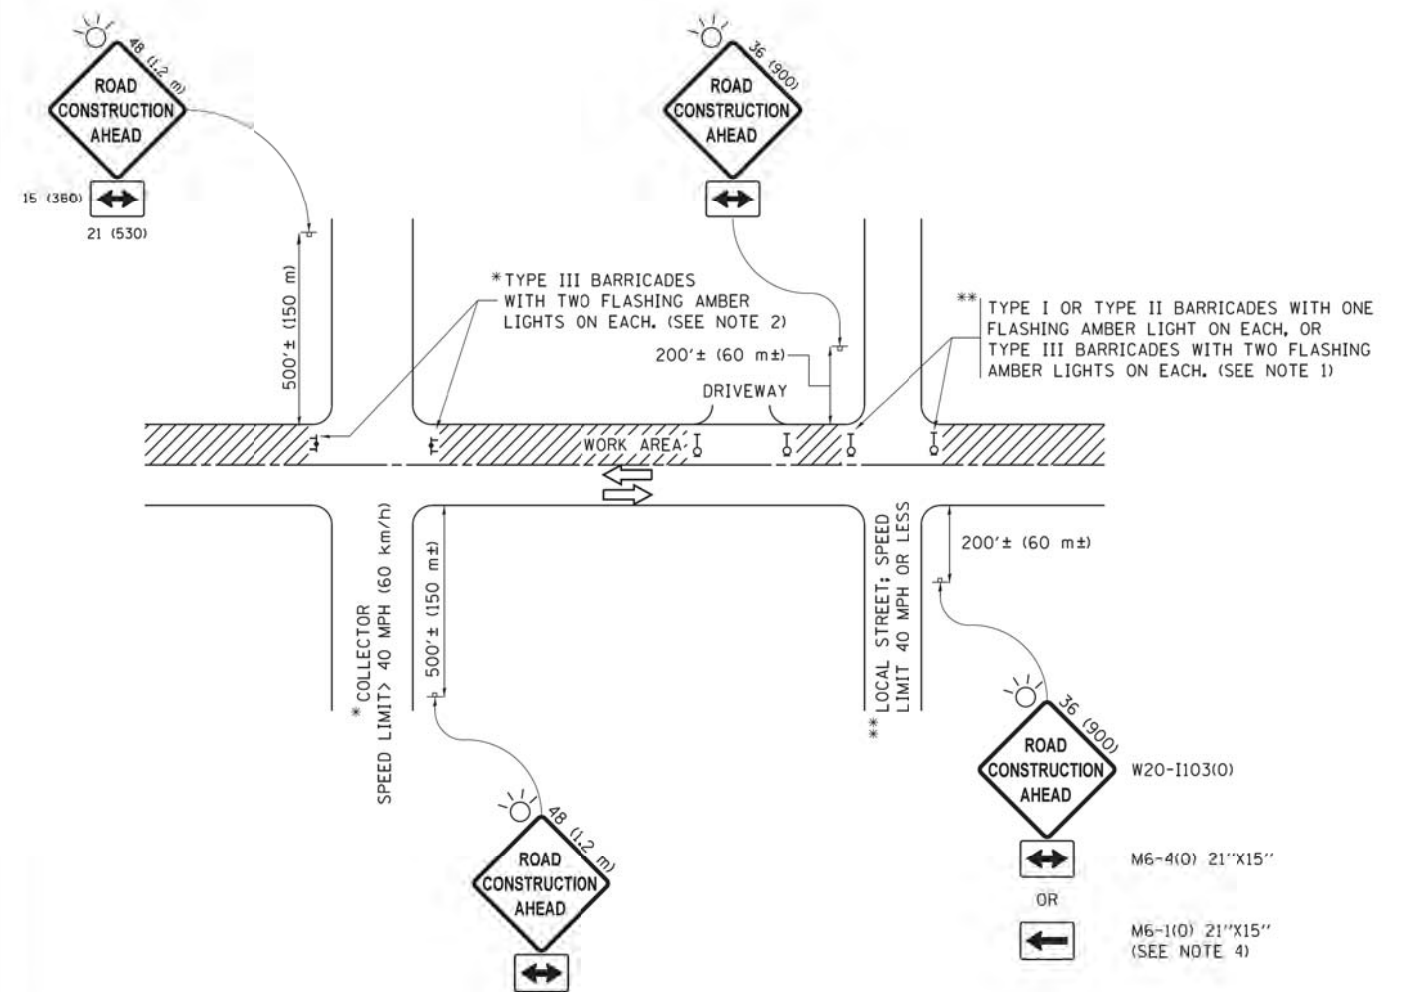 48 (1.2 m)
ROAD
CONSTRUCTION
AHEAD
15 (380)
21 (530)
36 (900)
ROAD
CONSTRUCTION
AHEAD
500'± (150 m)
*TYPE III BARRICADES
WITH TWO FLASHING AMBER
LIGHTS ON EACH. (SEE NOTE 2)
200'± (60 m±)
DRIVEWAY
** TYPE I OR TYPE II BARRICADES WITH ONE
FLASHING AMBER LIGHT ON EACH, OR
TYPE III BARRICADES WITH TWO FLASHING
AMBER LIGHTS ON EACH. (SEE NOTE 1)
WORK AREA
* COLLECTOR
SPEED LIMIT> 40 MPH (60 km/h)
500'± (150 m±)
** LOCAL STREET; SPEED
LIMIT 40 MPH OR LESS
200'± (60 m±)
48 (1.2 m)
ROAD
CONSTRUCTION
AHEAD
36 (900)
ROAD
CONSTRUCTION
AHEAD
W20-I103(O)
M6-4(O) 21''X15''
OR
M6-1(O) 21''X15''
(SEE NOTE 4)